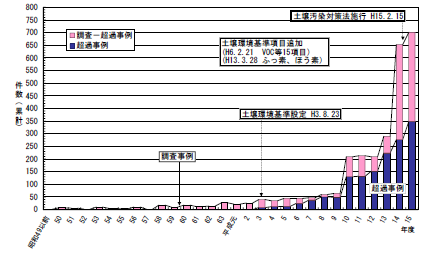 土壌汚染対策法施行 H15.2.15
調査－超過事例
超過事例
土壌環境基準項目追加
(H6.2.21 VOC等15項目)
(H13.3.28 ふっ素、ほう素)
土壌環境基準設定 H3.8.23
調査事例
超過事例
件数(累計)
800
750
700
650
600
550
500
450
400
350
300
250
200
150
100
50
0
昭和49以前 50 51 52 53 54 55 56 57 58 59 60 61 62 63 平成元 2 3 4 5 6 7 8 9 10 11 12 13 14 15
年度